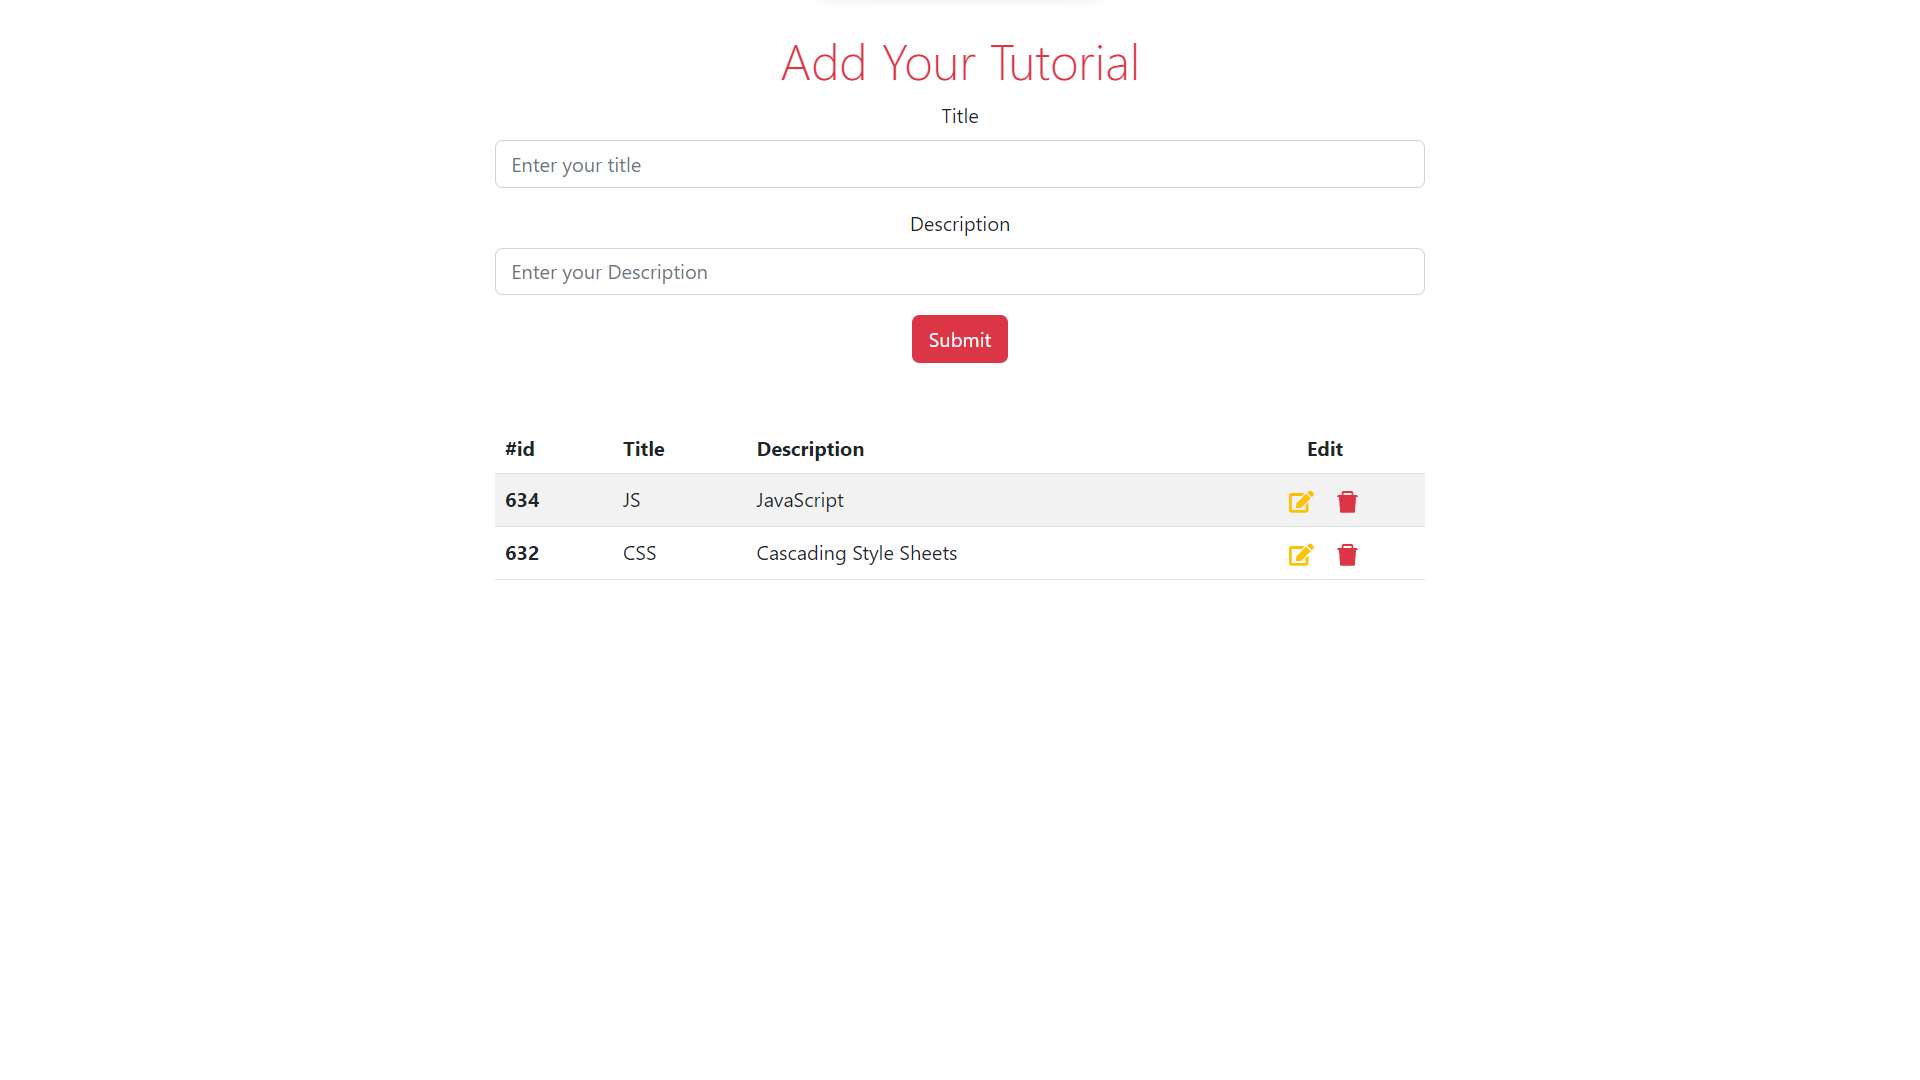 Add Your Tutorial
Title
Enter your title
Description
Enter your Description
Submit
#id Title Description Edit
634 JS JavaScript
632 CSS Cascading Style Sheets